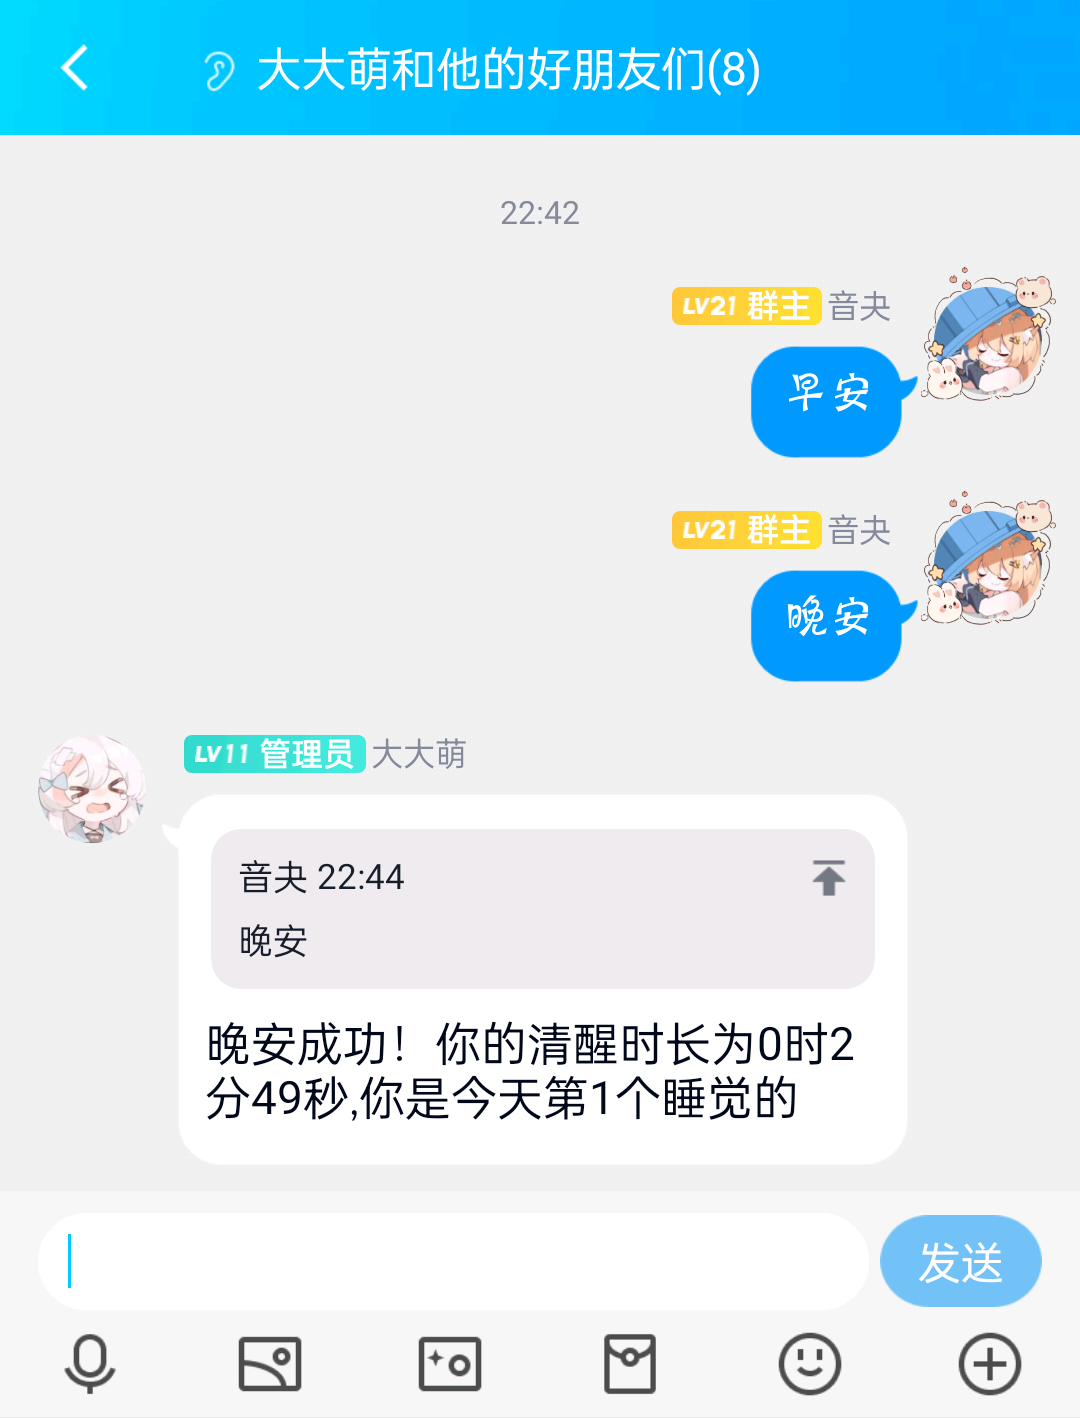 大大萌和他的好朋友们(8)
22:42
LV21 群主 音央
早安
LV21 群主 音央
晚安
LV11 管理员 大大萌
音央 22:44
晚安
晚安成功！你的清醒时长为0时2
分49秒,你是今天第1个睡觉的
发送